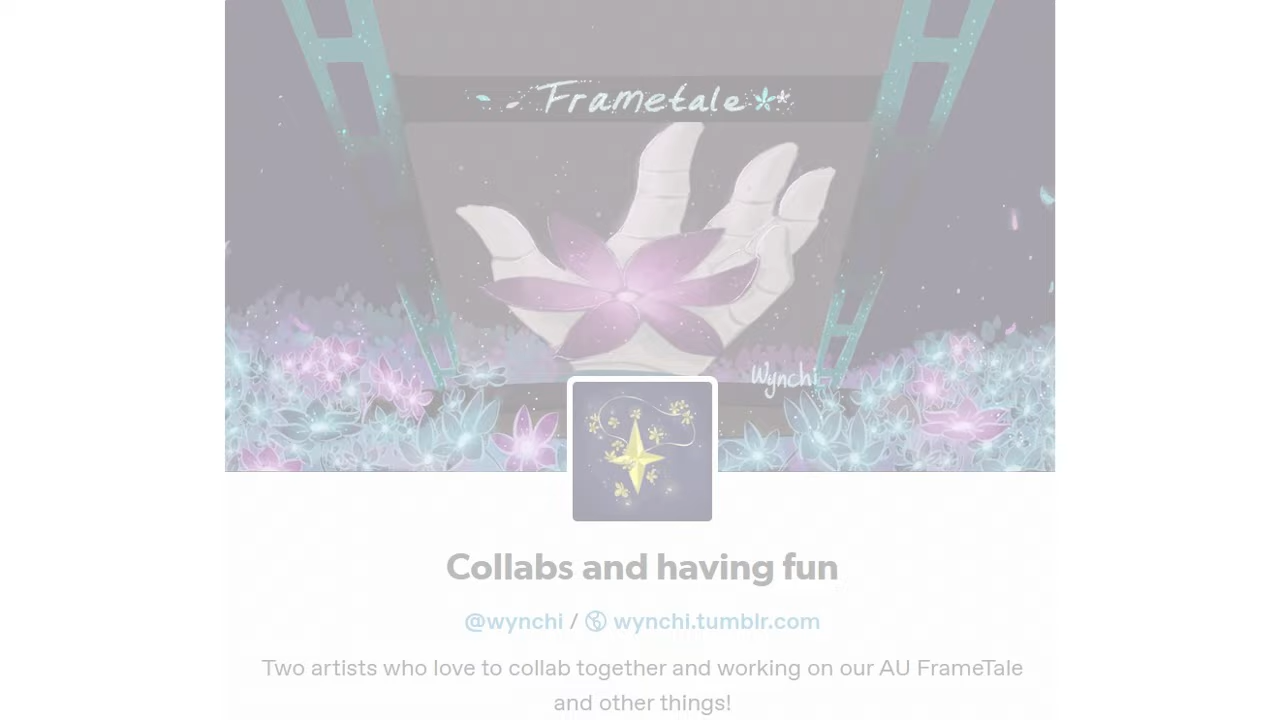 Frametale
Wynchi
Collabs and having fun
@wynchi / wynchi.tumblr.com
Two artists who love to collab together and working on our AU FrameTale
and other things!